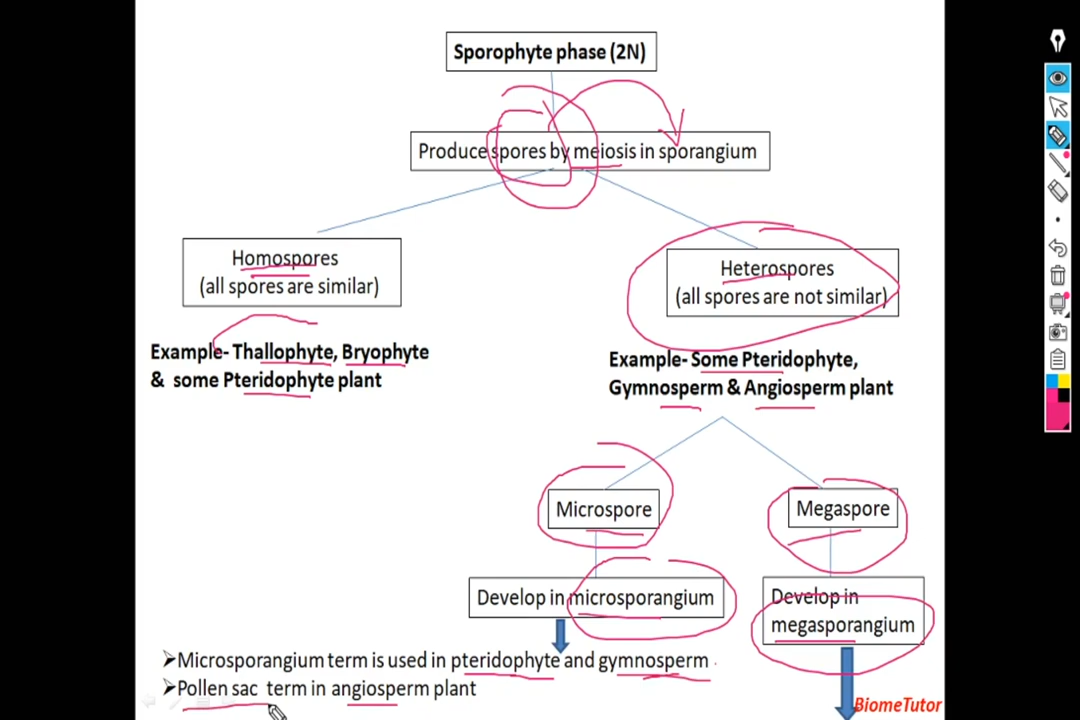 Sporophyte phase (2N)
Produce spores by meiosis in sporangium
Homospores
(all spores are similar)
Heterospores
(all spores are not similar)
Example- Thallophyte, Bryophyte
& some Pteridophyte plant
Example- Some Pteridophyte,
Gymnosperm & Angiosperm plant
Microspore
Megaspore
Develop in microsporangium
Develop in
megasporangium
➢Microsporangium term is used in pteridophyte and gymnosperm
➢Pollen sac term in angiosperm plant
BiomeTutor